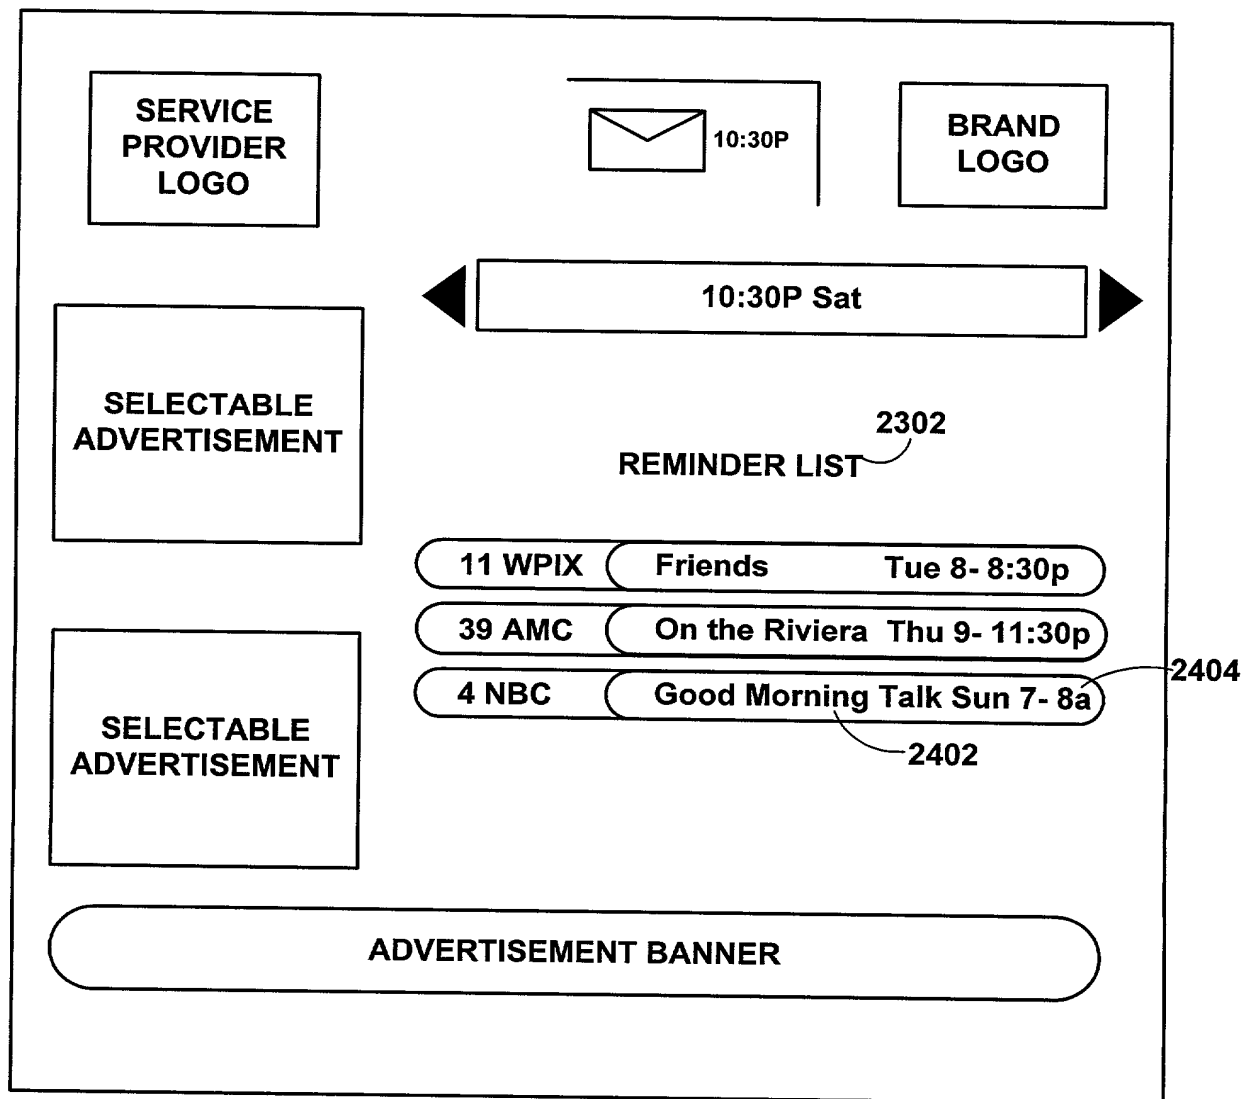 SERVICE
PROVIDER
LOGO
10:30P
BRAND
LOGO
10:30P Sat
SELECTABLE
ADVERTISEMENT
2302
REMINDER LIST
11 WPIX Friends Tue 8- 8:30p
39 AMC On the Riviera Thu 9- 11:30p
4 NBC Good Morning Talk Sun 7- 8a
2404
2402
SELECTABLE
ADVERTISEMENT
ADVERTISEMENT BANNER